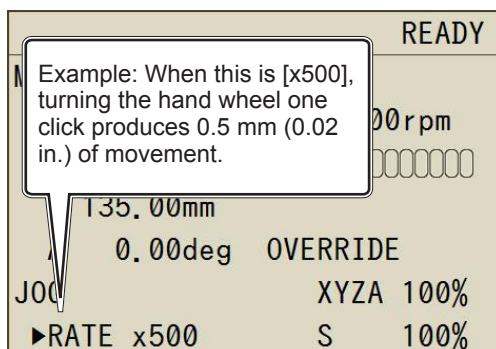 READY
Example: When this is [x500],
turning the hand wheel one
click produces 0.5 mm (0.02
in.) of movement.
00rpm
135.00mm
0.00deg OVERRIDE
XYZA 100%
▶RATE x500 S 100%